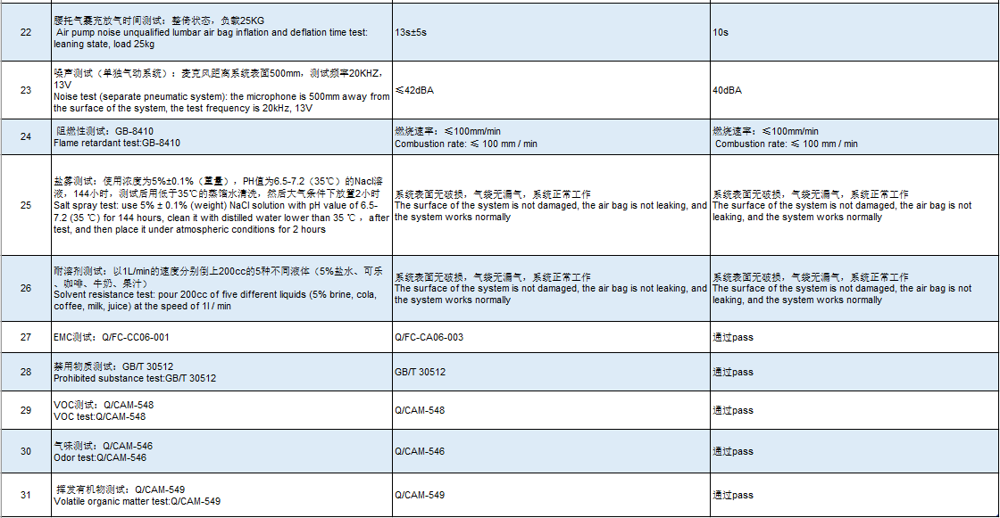 22
腰托气囊充放气时间测试：整倚状态，负载25KG
Air pump noise unqualified lumbar air bag inflation and deflation time test:
leaning state, load 25kg
13s±5s
10s
23
噪声测试（单独气动系统）：麦克风距离系统表面500mm，测试频率20KHZ，
13V
Noise test (separate pneumatic system): the microphone is 500mm away from
the surface of the system, the test frequency is 20kHz, 13V
≤42dBA
40dBA
24
阻燃性测试：GB-8410
Flame retardant test:GB-8410
燃烧速率：≤100mm/min
Combustion rate: ≤ 100 mm / min
燃烧速率：≤100mm/min
Combustion rate: ≤ 100 mm / min
25
盐雾测试：使用浓度为5%±0.1%（重量），PH值为6.5-7.2（35℃）的Nacl溶
液，144小时，测试后用低于35℃的蒸馏水清洗，然后大气条件下放置2小时
Salt spray test: use 5% ± 0.1% (weight) NaCl solution with pH value of 6.5-
7.2 (35 ℃) for 144 hours, clean it with distilled water lower than 35 ℃ ，after
test, and then place it under atmospheric conditions for 2 hours
系统表面无破损，气袋无漏气，系统正常工作
The surface of the system is not damaged, the air bag is not leaking, and
the system works normally
系统表面无破损，气袋无漏气，系统正常工作
The surface of the system is not damaged, the air bag is not
leaking, and the system works normally
26
耐溶剂测试：以1L/min的速度分别倒上200cc的5种不同液体（5%盐水、可乐
、咖啡、牛奶、果汁）
Solvent resistance test: pour 200cc of five different liquids (5% brine, cola,
coffee, milk, juice) at the speed of 1l / min
系统表面无破损，气袋无漏气，系统正常工作
The surface of the system is not damaged, the air bag is not leaking, and
the system works normally
系统表面无破损，气袋无漏气，系统正常工作
The surface of the system is not damaged, the air bag is not
leaking, and the system works normally
27
EMC测试：Q/FC-CC06-001
Q/FC-CA06-003
通过pass
28
禁用物质测试：GB/T 30512
Prohibited substance test:GB/T 30512
GB/T 30512
通过pass
29
VOC测试：Q/CAM-548
VOC test:Q/CAM-548
Q/CAM-548
通过pass
30
气味测试：Q/CAM-546
Odor test:Q/CAM-546
Q/CAM-546
通过pass
31
挥发有机物测试：Q/CAM-549
Volatile organic matter test:Q/CAM-549
Q/CAM-549
通过pass